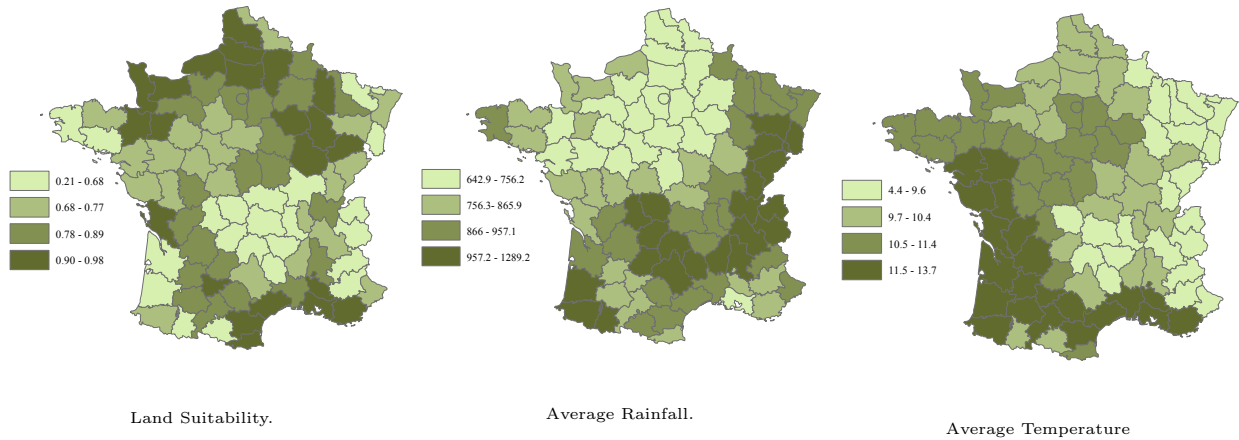 0.21 - 0.68
0.68 - 0.77
0.78 - 0.89
0.90 - 0.98
Land Suitability.
642.9 - 756.2
756.3- 865.9
866 - 957.1
957.2 - 1289.2
Average Rainfall.
4.4 - 9.6
9.7 - 10.4
10.5 - 11.4
11.5 - 13.7
Average Temperature